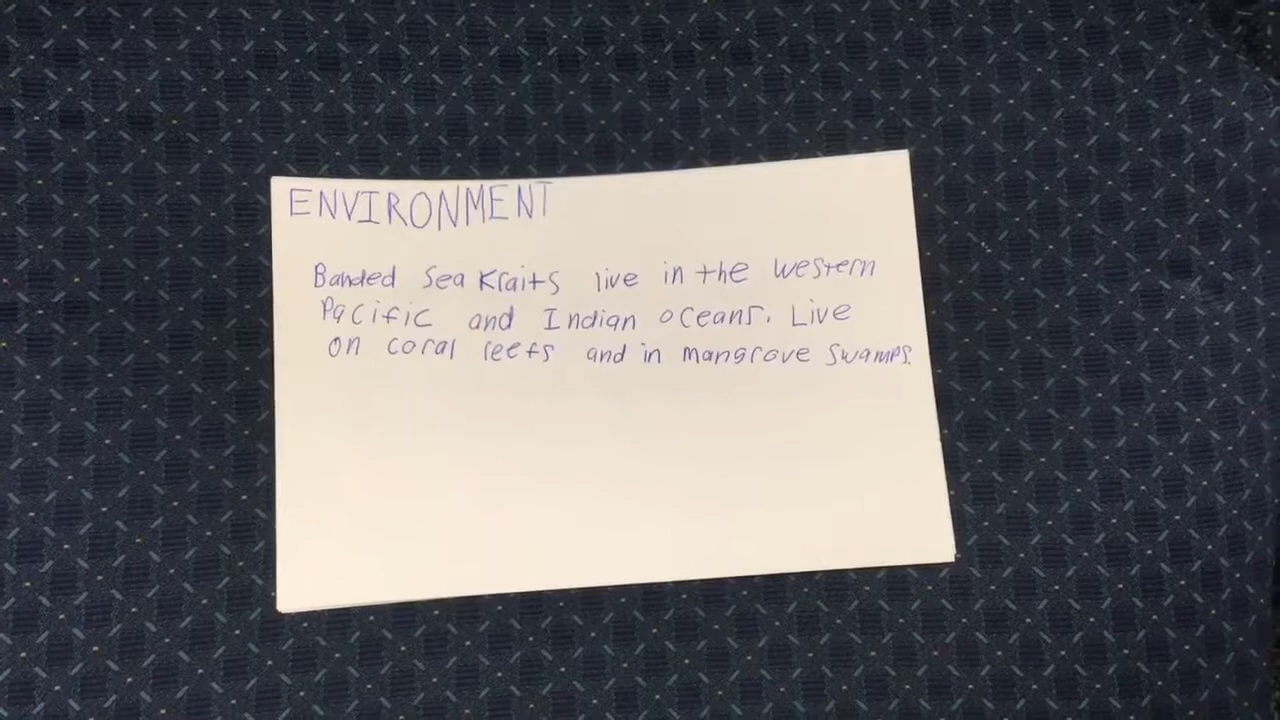 ENVIRONMENT
Banded Sea Kraits live in the western
Pacific and Indian oceans. Live
on coral reefs and in mangrove swamps.